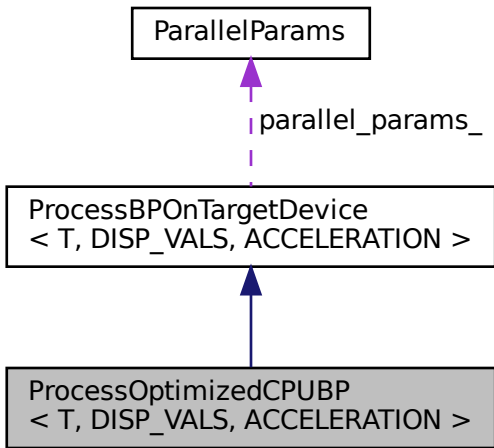 ParallelParams
parallel_params_
ProcessBPOnTargetDevice
< T, DISP_VALS, ACCELERATION >
ProcessOptimizedCPUBP
< T, DISP_VALS, ACCELERATION >